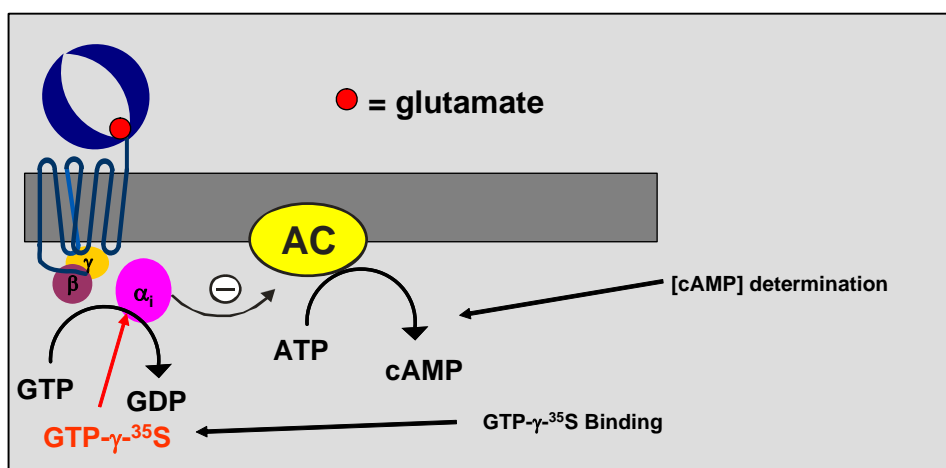 = glutamate
AC
γ
β
αi
−
[cAMP] determination
ATP
cAMP
GTP
GDP
GTP-γ-³⁵S
GTP-γ-³⁵S Binding